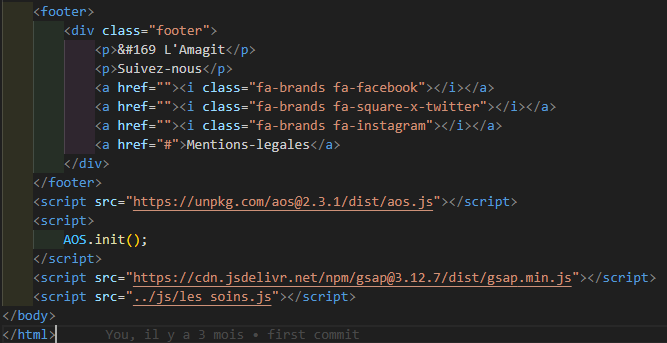 <footer>
<div class="footer">
<p>&#169 L'Amagit</p>
<p>Suivez-nous</p>
<a href=""><i class="fa-brands fa-facebook"></i></a>
<a href=""><i class="fa-brands fa-square-x-twitter"></i></a>
<a href=""><i class="fa-brands fa-instagram"></i></a>
<a href="#">Mentions-legales</a>
</div>
</footer>
<script src="https://unpkg.com/aos@2.3.1/dist/aos.js"></script>
<script>
AOS.init();
</script>
<script src="https://cdn.jsdelivr.net/npm/gsap@3.12.7/dist/gsap.min.js"></script>
<script src="../js/les soins.js"></script>
</body>
</html> You, il y a 3 mois • first commit